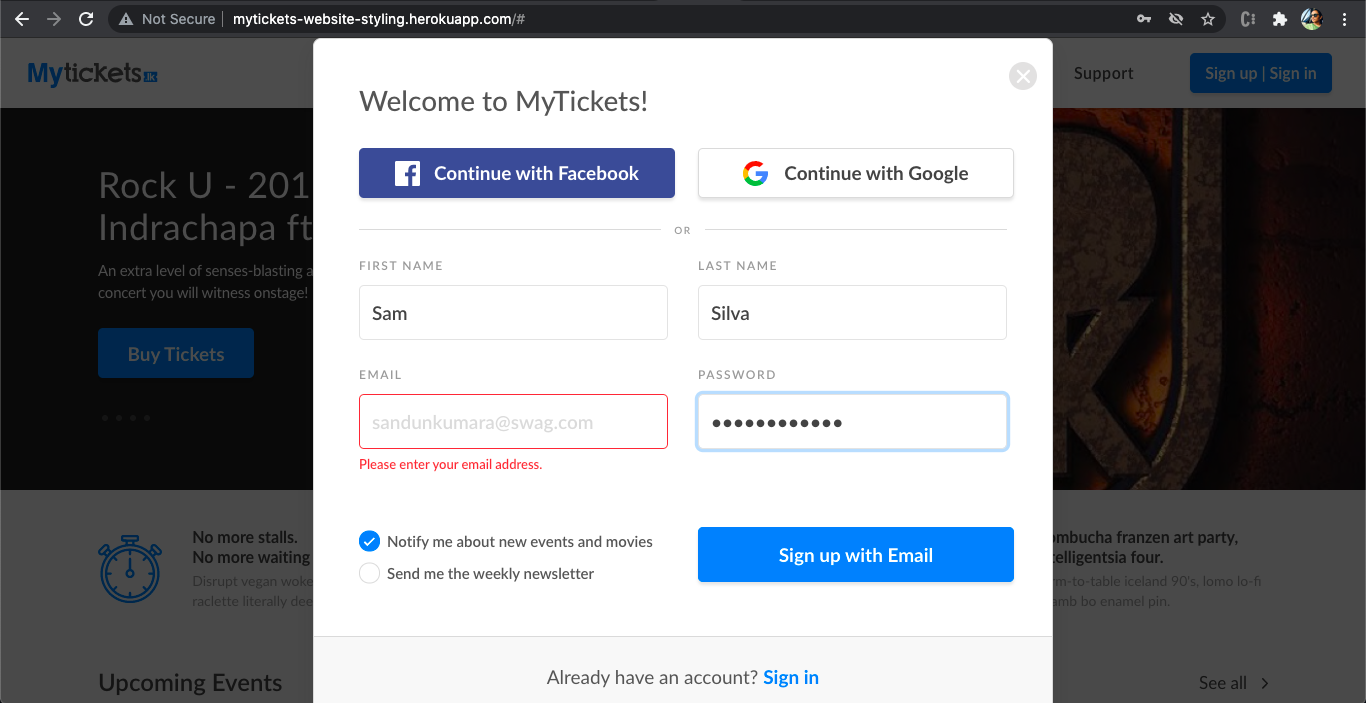 Not Secure | mytickets-website-styling.herokuapp.com/#
Mytickets.lk
Support
Sign up | Sign in
Welcome to MyTickets!
Continue with Facebook
Continue with Google
OR
FIRST NAME
LAST NAME
Sam
Silva
EMAIL
PASSWORD
sandunkumara@swag.com
••••••••••••
Please enter your email address.
Notify me about new events and movies
Send me the weekly newsletter
Sign up with Email
Already have an account? Sign in
Rock U - 201
Indrachapa ft
An extra level of senses-blasting a
concert you will witness onstage!
Buy Tickets
No more stalls.
No more waiting
Disrupt vegan woke
raclette literally dee
ombucha franzen art party,
telligentsia four.
rm-to-table iceland 90's, lomo lo-fi
amb bo enamel pin.
Upcoming Events
See all